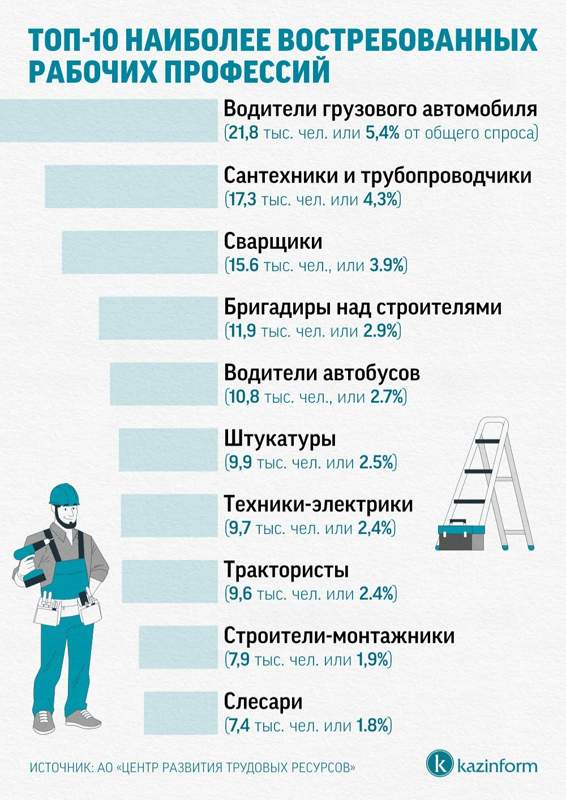 ТОП-10 НАИБОЛЕЕ ВОСТРЕБОВАННЫХ
РАБОЧИХ ПРОФЕССИЙ
Водители грузового автомобиля
(21,8 тыс. чел. или 5,4% от общего спроса)
Сантехники и трубопроводчики
(17,3 тыс. чел. или 4,3%)
Сварщики
(15.6 тыс. чел., или 3.9%)
Бригадиры над строителями
(11,9 тыс. чел. или 2.9%)
Водители автобусов
(10,8 тыс. чел., или 2.7%)
Штукатуры
(9,9 тыс. чел. или 2.5%)
Техники-электрики
(9,7 тыс. чел. или 2,4%)
Трактористы
(9,6 тыс. чел. или 2.4%)
Строители-монтажники
(7,9 тыс. чел. или 1,9%)
Слесари
(7,4 тыс. чел. или 1.8%)
ИСТОЧНИК: АО «ЦЕНТР РАЗВИТИЯ ТРУДОВЫХ РЕСУРСОВ»
k kazinform